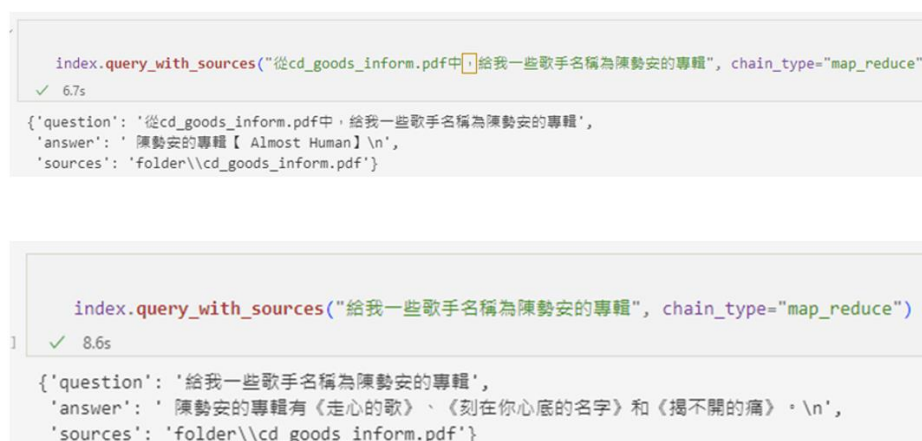 index.query_with_sources("從cd_goods_inform.pdf中，給我一些歌手名稱為陳勢安的專輯", chain_type="map_reduce"
✓ 6.7s
{'question': '從cd_goods_inform.pdf中，給我一些歌手名稱為陳勢安的專輯',
'answer': ' 陳勢安的專輯【 Almost Human】\n',
'sources': 'folder\\cd_goods_inform.pdf'}
index.query_with_sources("給我一些歌手名稱為陳勢安的專輯", chain_type="map_reduce")
] ✓ 8.6s
{'question': '給我一些歌手名稱為陳勢安的專輯',
'answer': ' 陳勢安的專輯有《走心的歌》、《刻在你心底的名字》和《揭不開的痛》。\n',
'sources': 'folder\\cd_goods_inform.pdf'}